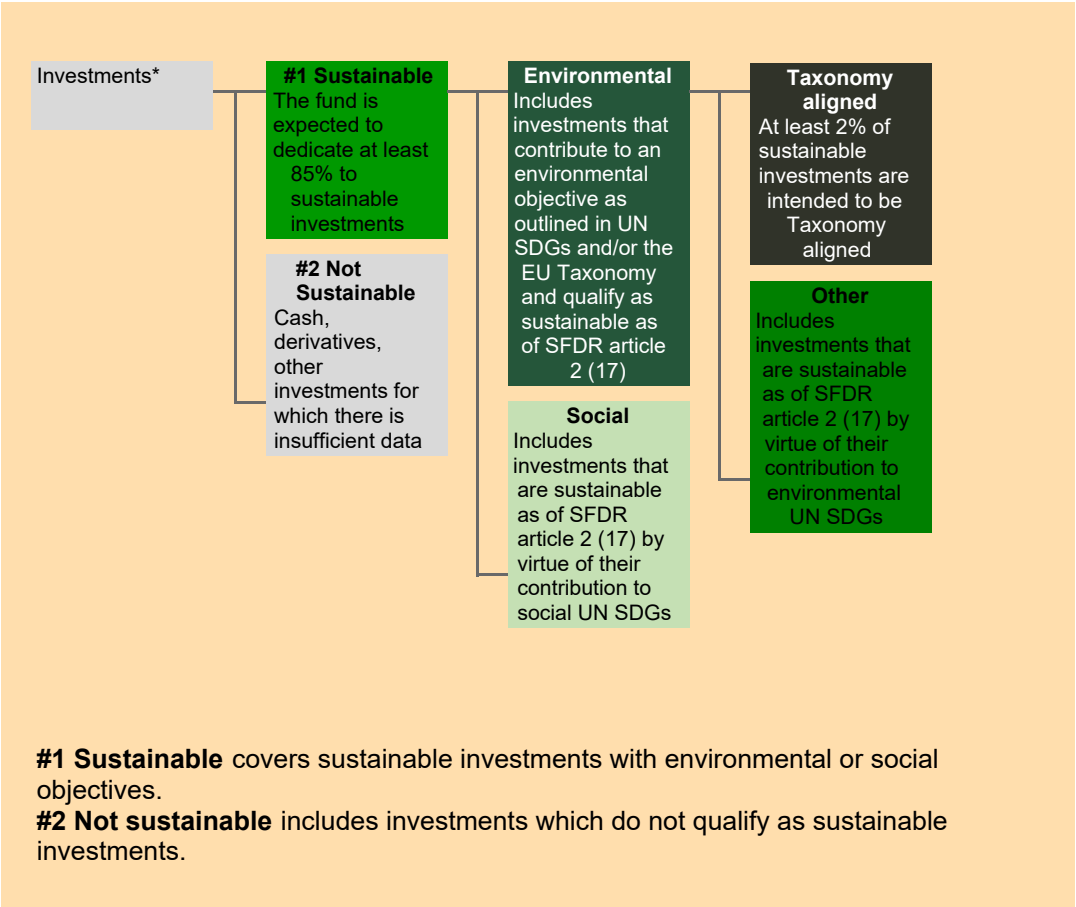 Investments*
#1 Sustainable
The fund is
expected to
dedicate at least
85% to
sustainable
investments
#2 Not
Sustainable
Cash,
derivatives,
other
investments for
which there is
insufficient data
Environmental
Includes
investments that
contribute to an
environmental
objective as
outlined in UN
SDGs and/or the
EU Taxonomy
and qualify as
sustainable as
of SFDR article
2 (17)
Social
Includes
investments that
are sustainable
as of SFDR
article 2 (17) by
virtue of their
contribution to
social UN SDGs
Taxonomy
aligned
At least 2% of
sustainable
investments are
intended to be
Taxonomy
aligned
Other
Includes
investments that
are sustainable
as of SFDR
article 2 (17) by
virtue of their
contribution to
environmental
UN SDGs
#1 Sustainable covers sustainable investments with environmental or social
objectives.
#2 Not sustainable includes investments which do not qualify as sustainable
investments.